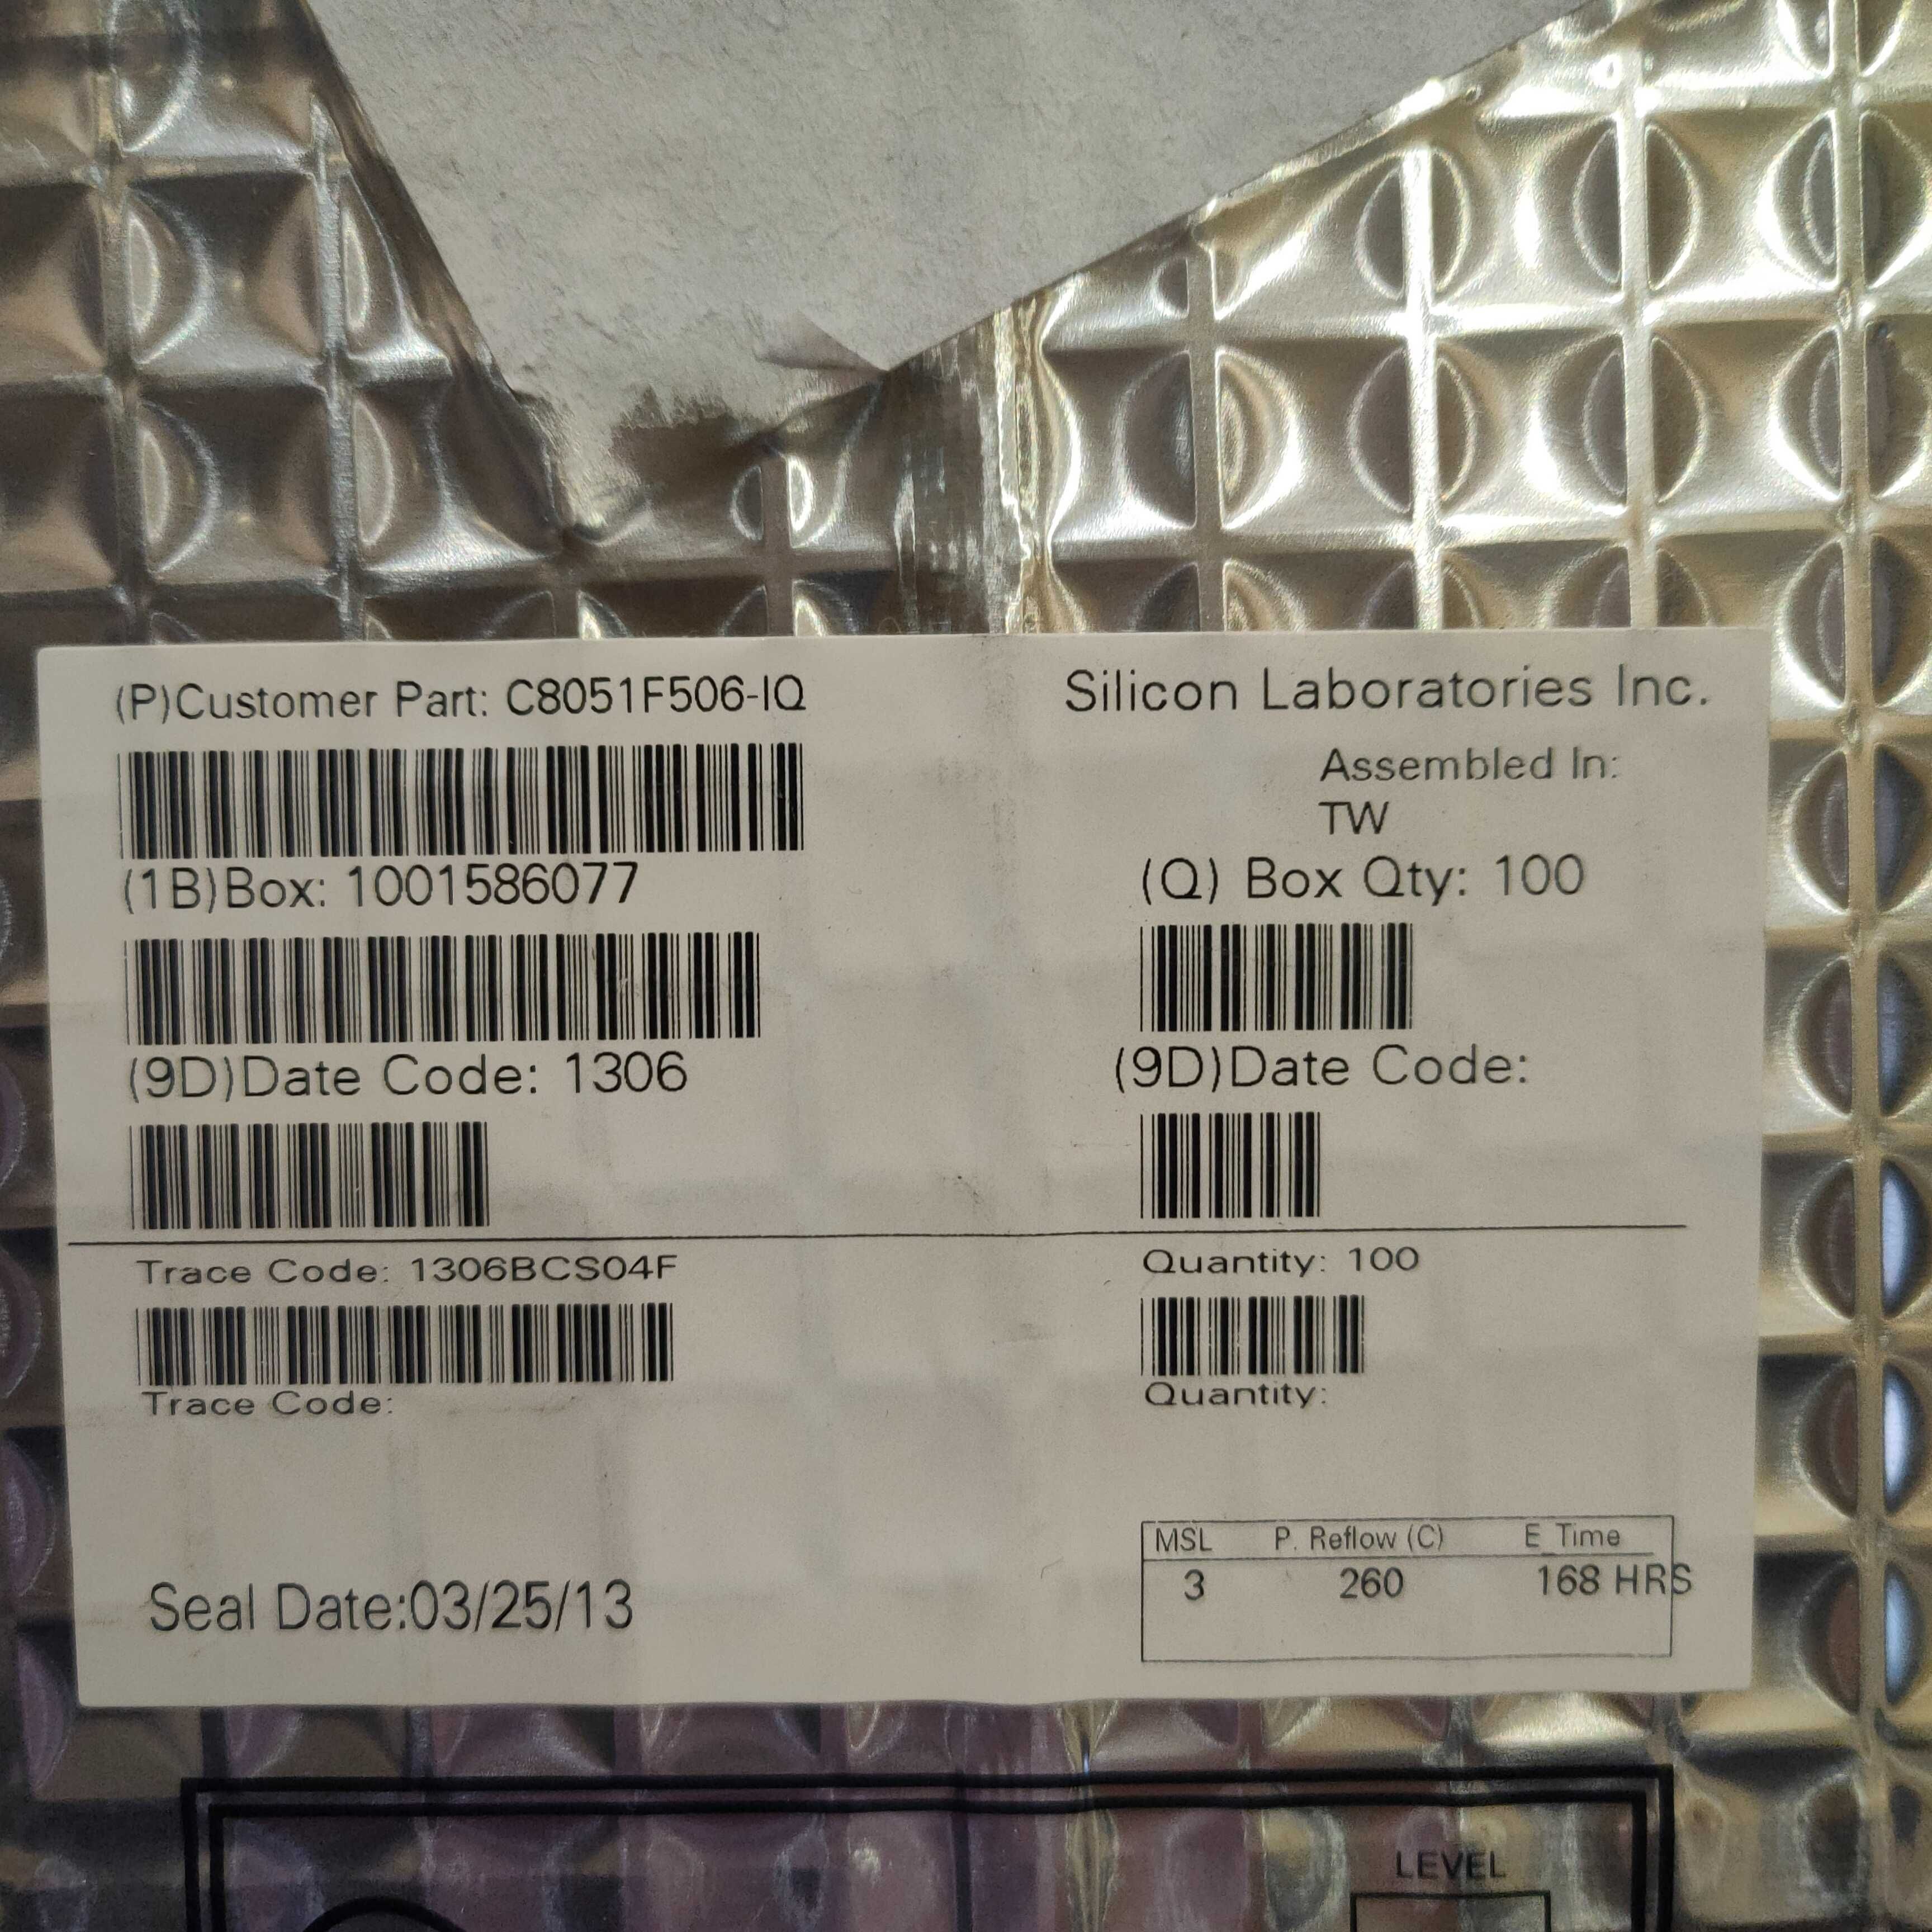 (P)Customer Part: C8051F506-IQ
Silicon Laboratories Inc.
Assembled In:
TW
(1B)Box: 1001586077
(Q) Box Qty: 100
(9D)Date Code: 1306
(9D)Date Code:
Trace Code: 1306BCS04F
Quantity: 100
Trace Code:
Quantity:
MSL P. Reflow (C) E_Time
3 260 168 HRS
Seal Date:03/25/13
LEVEL